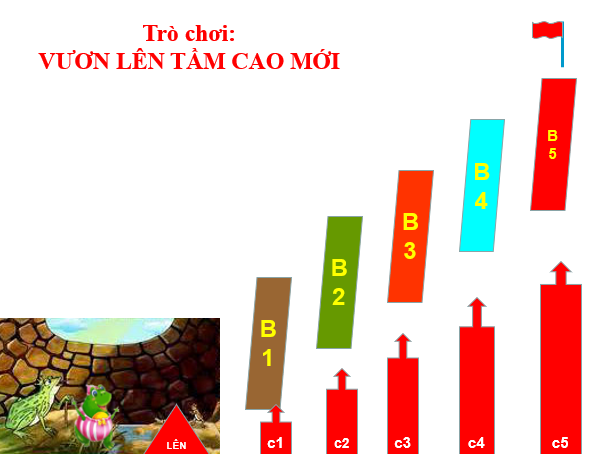 Trò chơi:
VƯƠN LÊN TẦM CAO MỚI
B
5
B
4
B
3
B
2
B
1
LÊN
c1
c2
c3
c4
c5